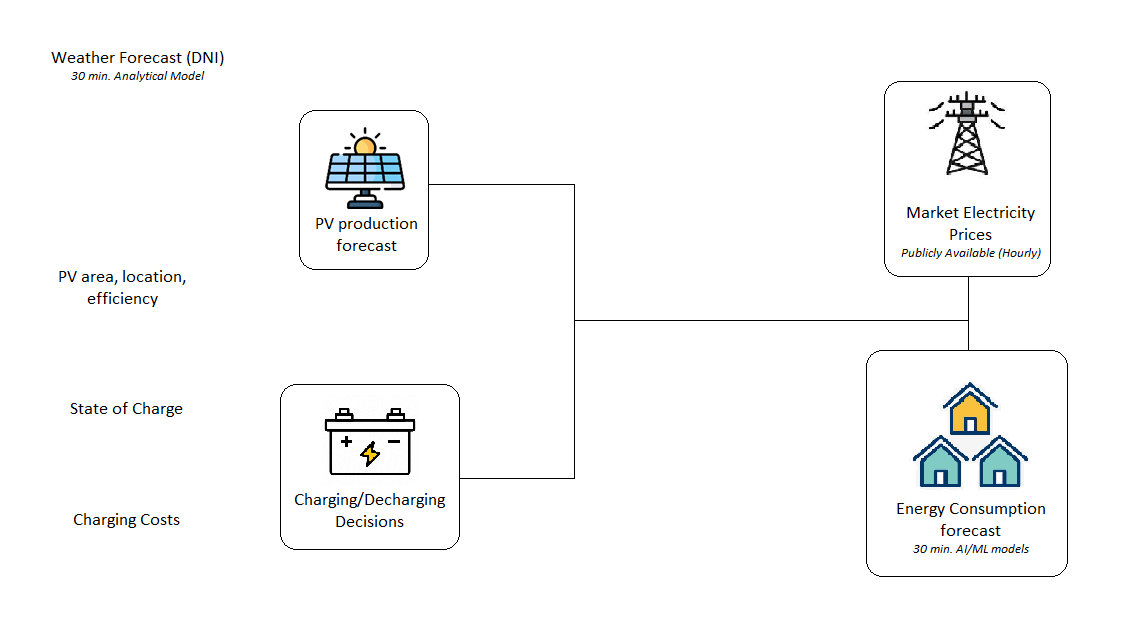 Weather Forecast (DNI)
30 min. Analytical Model
PV production
forecast
PV area, location,
efficiency
State of Charge
Charging/Decharging
Decisions
Charging Costs
Market Electricity
Prices
Publicly Available (Hourly)
Energy Consumption
forecast
30 min. AI/ML models